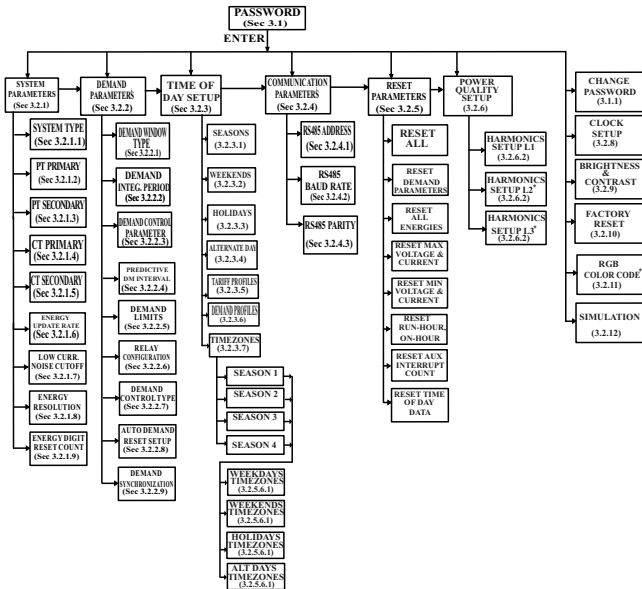 PASSWORD
(Sec 3.1)
ENTER
SYSTEM
PARAMETERS
(Sec 3.2.1)
SYSTEM TYPE
(Sec 3.2.1.1)
PT PRIMARY
(Sec 3.2.1.2)
PT SECONDARY
(Sec 3.2.1.3)
CT PRIMARY
(Sec 3.2.1.4)
CT SECONDARY
(Sec 3.2.1.5)
ENERGY
UPDATE RATE
(Sec 3.2.1.6)
LOW CURR.
NOISE CUTOFF
(Sec 3.2.1.7)
ENERGY
RESOLUTION
(Sec 3.2.1.8)
ENERGY DIGIT
RESET COUNT
(Sec 3.2.1.9)
DEMAND
PARAMETERS
(Sec 3.2.2)
DEMAND WINDOW
TYPE
(Sec 3.2.2.1)
DEMAND
INTEG. PERIOD
(Sec 3.2.2.2)
DEMAND CONTROL
PARAMETER
(Sec 3.2.2.3)
PREDICTIVE
DM INTERVAL
(Sec 3.2.2.4)
DEMAND
LIMITS
(Sec 3.2.2.5)
RELAY
CONFIGURATION
(Sec 3.2.2.6)
DEMAND
CONTROL TYPE
(Sec 3.2.2.7)
AUTO DEMAND
RESET SETUP
(Sec 3.2.2.8)
DEMAND
SYNCHRONIZATION
(Sec 3.2.2.9)
TIME OF
DAY SETUP
(Sec 3.2.3)
SEASONS
(3.2.3.1)
WEEKENDS
(3.2.3.2)
HOLIDAYS
(3.2.3.3)
ALTERNATE DAY
(3.2.3.4)
TARIFF PROFILES
(3.2.3.5)
DEMAND PROFILES
(3.2.3.6)
TIMEZONES
(3.2.3.7)
SEASON 1
SEASON 2
SEASON 3
SEASON 4
WEEKDAYS
TIMEZONES
(3.2.5.6.1)
WEEKENDS
TIMEZONES
(3.2.5.6.1)
HOLIDAYS
TIMEZONES
(3.2.5.6.1)
ALT DAYS
TIMEZONES
(3.2.5.6.1)
COMMUNICATION
PARAMETERS
(Sec 3.2.4)
RS485 ADDRESS
(Sec 3.2.4.1)
RS485
BAUD RATE
(Sec 3.2.4.2)
RS485 PARITY
(Sec 3.2.4.3)
RESET
PARAMETERS
(Sec 3.2.5)
RESET
ALL
RESET
DEMAND
PARAMETERS
RESET
ALL
ENERGIES
RESET MAX
VOLTAGE &
CURRENT
RESET MIN
VOLTAGE &
CURRENT
RESET
RUN-HOUR,
ON-HOUR
RESET AUX
INTERRUPT
COUNT
RESET TIME
OF DAY
DATA
POWER
QUALITY
SETUP
(3.2.6)
HARMONICS
SETUP L1
(3.2.6.2)
HARMONICS
SETUP L2*
(3.2.6.2)
HARMONICS
SETUP L3*
(3.2.6.2)
CHANGE
PASSWORD
(3.1.1)
CLOCK
SETUP
(3.2.8)
BRIGHTNESS
& CONTRAST
(3.2.9)
FACTORY
RESET
(3.2.10)
RGB
COLOR CODE*
(3.2.11)
SIMULATION
(3.2.12)